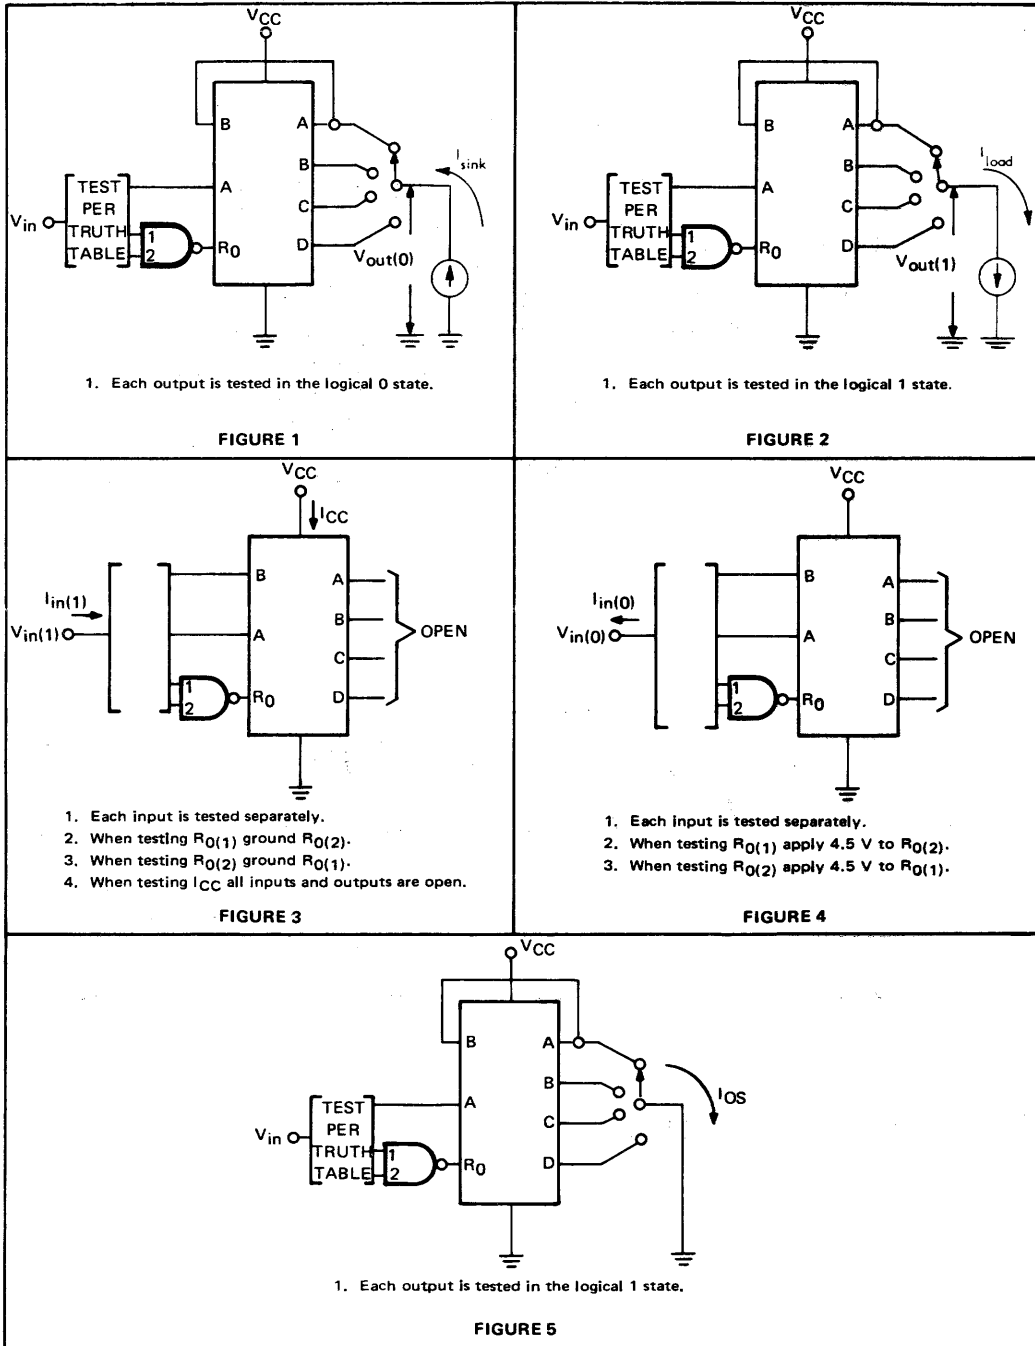 VCC
B
A
B
A
C
R0
D
Vin
TEST
PER
TRUTH
TABLE
1
2
Isink
Vout(0)
1. Each output is tested in the logical 0 state.
FIGURE 1
VCC
B
A
B
A
C
R0
D
Vin
TEST
PER
TRUTH
TABLE
1
2
Iload
Vout(1)
1. Each output is tested in the logical 1 state.
FIGURE 2
VCC
ICC
B
A
R0
A
B
C
D
OPEN
Iin(1)
Vin(1)
1
2
1. Each input is tested separately.
2. When testing R0(1) ground R0(2).
3. When testing R0(2) ground R0(1).
4. When testing ICC all inputs and outputs are open.
FIGURE 3
VCC
B
A
R0
A
B
C
D
OPEN
Iin(0)
Vin(0)
1
2
1. Each input is tested separately.
2. When testing R0(1) apply 4.5 V to R0(2).
3. When testing R0(2) apply 4.5 V to R0(1).
FIGURE 4
VCC
B
A
B
A
C
R0
D
Vin
TEST
PER
TRUTH
TABLE
1
2
IOS
1. Each output is tested in the logical 1 state.
FIGURE 5